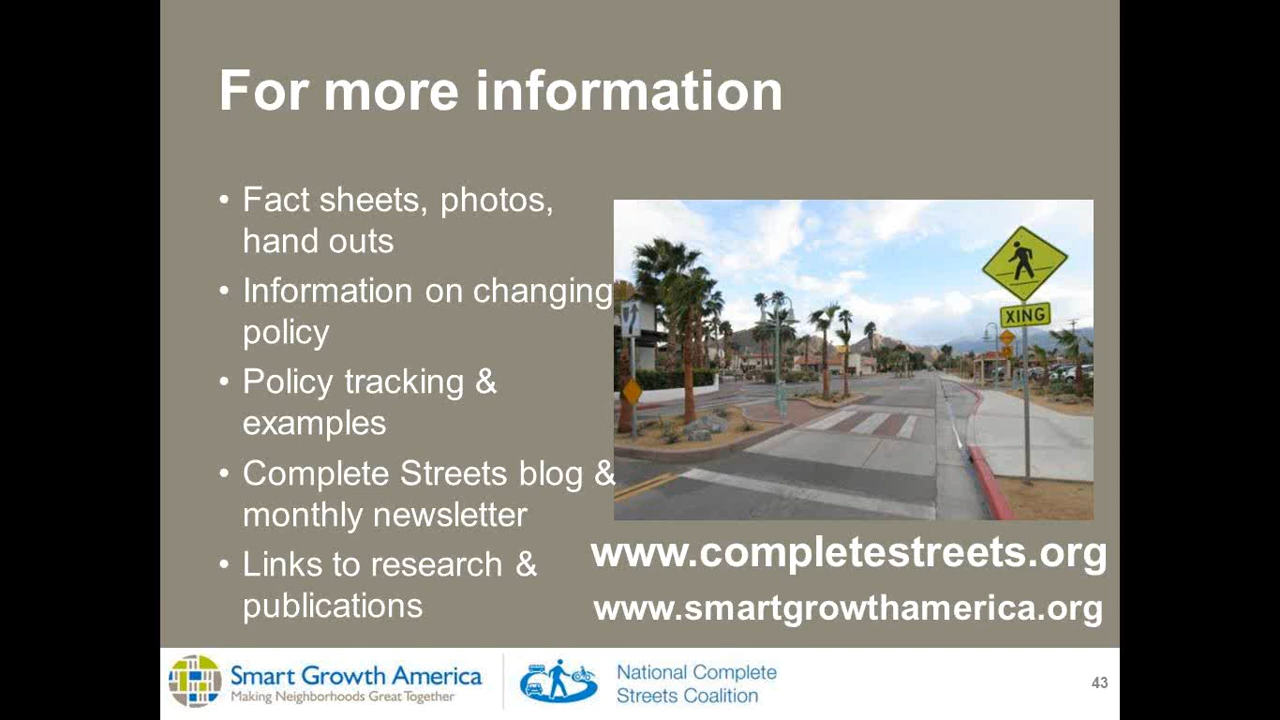 For more information
• Fact sheets, photos,
hand outs
• Information on changing
policy
• Policy tracking &
examples
• Complete Streets blog &
monthly newsletter
• Links to research &
publications
XING
www.completestreets.org
www.smartgrowthamerica.org
Smart Growth America
Making Neighborhoods Great Together
National Complete
Streets Coalition
43